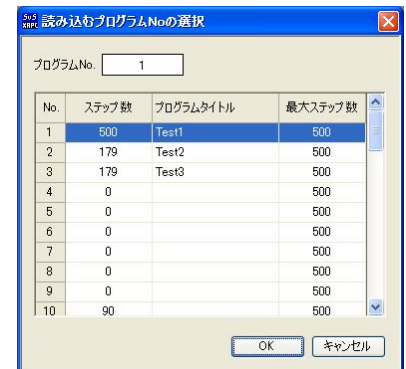 SUS XAPL 読み込むプログラムNoの選択
プログラムNo. 1
No. ステップ数 プログラムタイトル 最大ステップ数
1 500 Test1 500
2 179 Test2 500
3 179 Test3 500
4 0 500
5 0 500
6 0 500
7 0 500
8 0 500
9 0 500
10 90 500
OK キャンセル